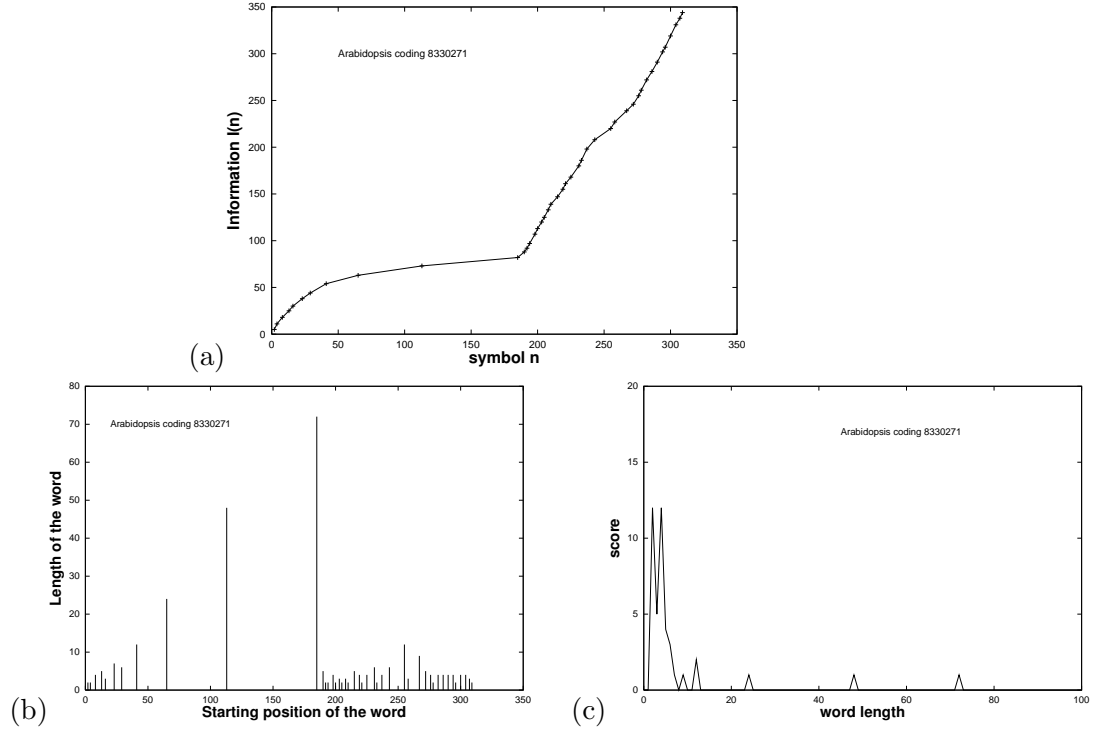 350
300
250
200
150
100
50
0
Information I(n)
Arabidopsis coding 8330271
0 50 100 150 200 250 300 350
symbol n
(a)
80
70
60
50
40
30
20
10
0
Length of the word
Arabidopsis coding 8330271
0 50 100 150 200 250 300 350
Starting position of the word
(b)
20
15
10
5
0
score
Arabidopsis coding 8330271
0 20 40 60 80 100
word length
(c)